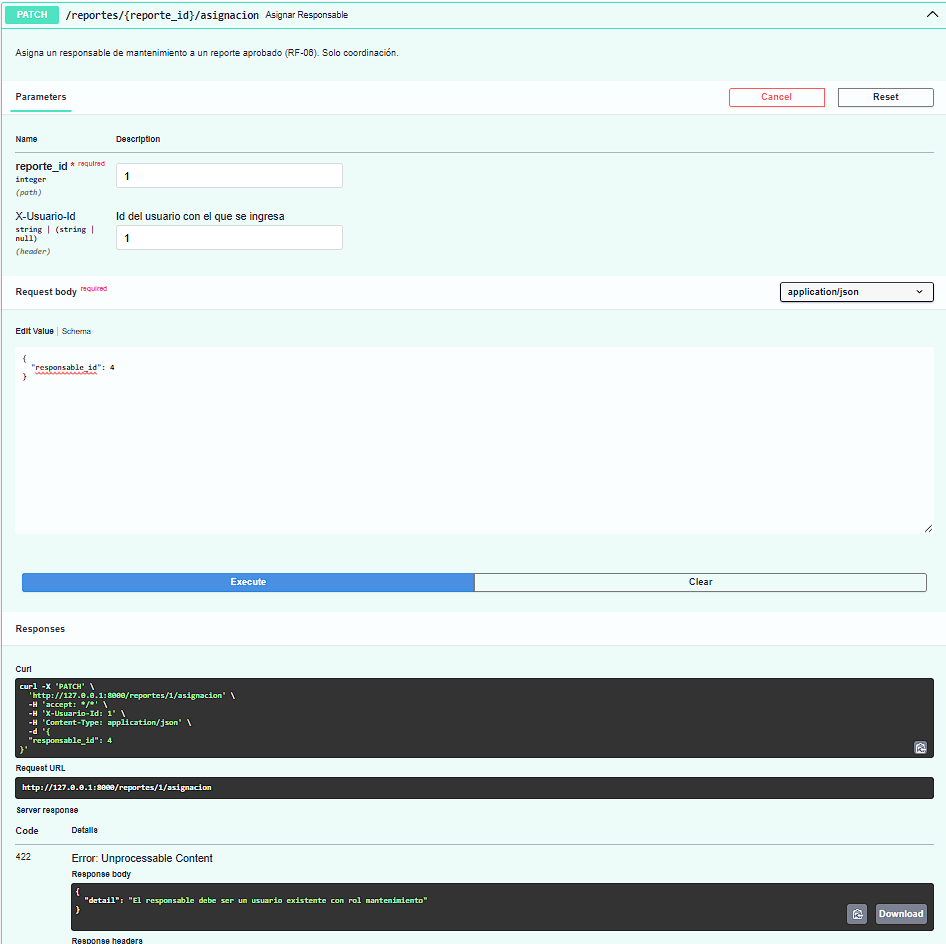 PATCH /reportes/{reporte_id}/asignacion Asignar Responsable
Asigna un responsable de mantenimiento a un reporte aprobado (RF-06). Solo coordinación.
Parameters
Cancel
Reset
Name Description
reporte_id * required
integer
(path)
1
X-Usuario-Id
string | (string |
null)
(header)
Id del usuario con el que se ingresa
1
Request body required
application/json
Edit Value | Schema
{
"responsable_id": 4
}
Execute
Clear
Responses
Curl
curl -X 'PATCH' \
'http://127.0.0.1:8000/reportes/1/asignacion' \
-H 'accept: */*' \
-H 'X-Usuario-Id: 1' \
-H 'Content-Type: application/json' \
-d '{
"responsable_id": 4
}'
Request URL
http://127.0.0.1:8000/reportes/1/asignacion
Server response
Code Details
422
Error: Unprocessable Content
Response body
{
"detail": "El responsable debe ser un usuario existente con rol mantenimiento"
}
Download
Response headers